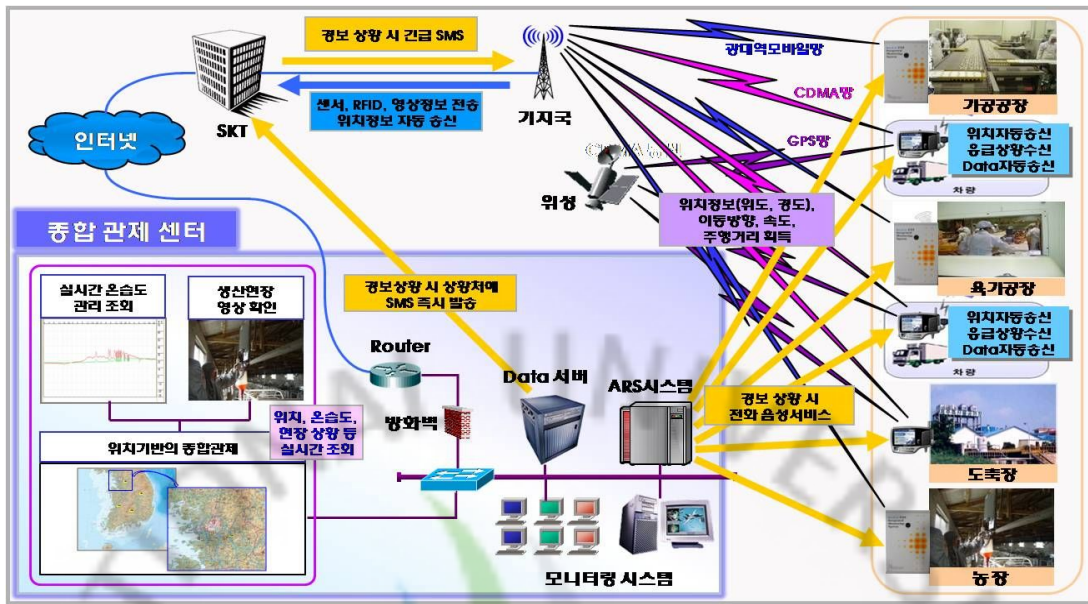 경보 상황 시 긴급 SMS
센서, RFID, 영상정보 전송
위치정보 자동 송신
SKT
기지국
인터넷
위성
광대역모바일망
CDMA망
GPS망
위치정보(위도, 경도),
이동방향, 속도,
주행거리 획득
가공공장
위치자동송신
응급상황수신
Data자동송신
차량
육가공장
위치자동송신
응급상황수신
Data자동송신
차량
도축장
농장
종합 관제 센터
실시간 온습도
관리 조회
생산현장
영상 확인
위치, 온습도,
현장 상황 등
실시간 조회
위치기반의 종합관제
경보상황 시 상황처에
SMS 즉시 발송
Router
방화벽
Data 서버
ARS시스템
경보 상황 시
전화 음성서비스
모니터링 시스템